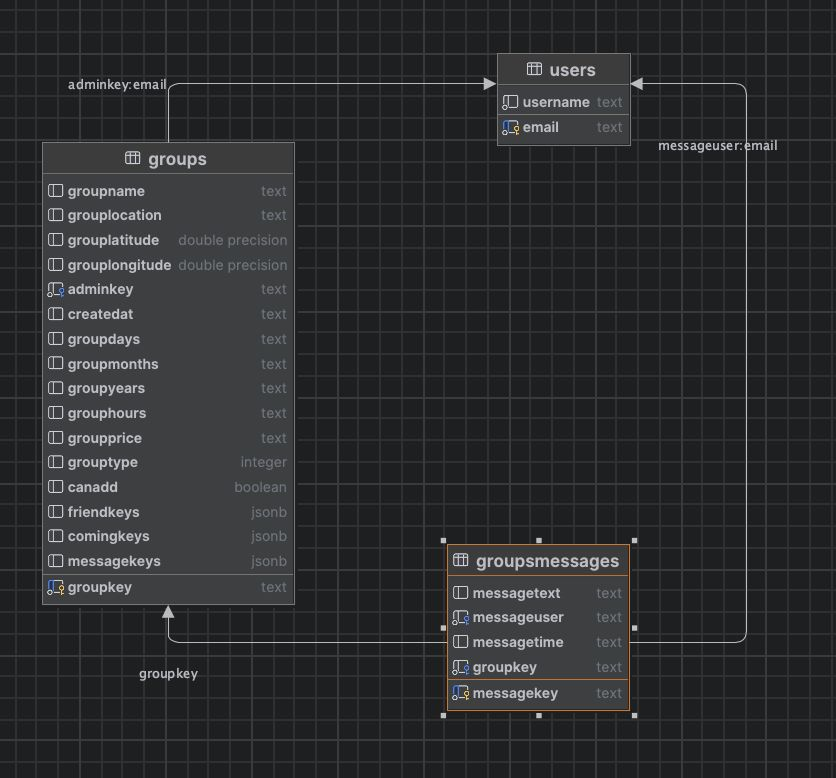 adminkey:email
users
username text
email text
messageuser:email
groups
groupname text
grouplocation text
grouplatitude double precision
grouplongitude double precision
adminkey text
createdat text
groupdays text
groupmonths text
groupyears text
grouphours text
groupprice text
grouptype integer
canadd boolean
friendkeys jsonb
comingkeys jsonb
messagekeys jsonb
groupkey text
groupsmessages
messagetext text
messageuser text
messagetime text
groupkey text
messagekey text
groupkey